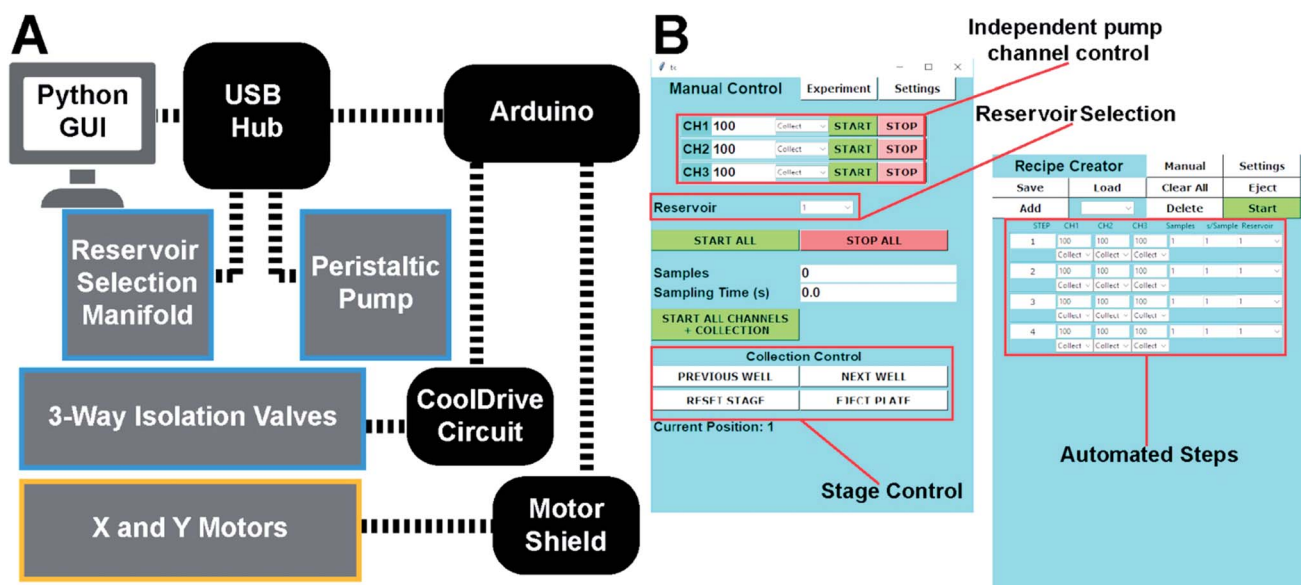 A
Python
GUI
USB
Hub
Arduino
Reservoir
Selection
Manifold
Peristaltic
Pump
3-Way Isolation Valves
CoolDrive
Circuit
X and Y Motors
Motor
Shield
B
Independent pump
channel control
Reservoir Selection
tc
Manual Control Experiment Settings
CH1 100 Collect START STOP
CH2 100 Collect START STOP
CH3 100 Collect START STOP
Reservoir 1
START ALL STOP ALL
Samples 0
Sampling Time (s) 0.0
START ALL CHANNELS
+ COLLECTION
Collection Control
PREVIOUS WELL NEXT WELL
RESET STAGE EJECT PLATE
Current Position: 1
Stage Control
Recipe Creator Manual Settings
Save Load Clear All Eject
Add Delete Start
STEP CH1 CH2 CH3 Samples s/Sample Reservoir
1 100 100 100 1 1 1
Collect Collect Collect
2 100 100 100 1 1 1
Collect Collect Collect
3 100 100 100 1 1 1
Collect Collect Collect
4 100 100 100 1 1 1
Collect Collect Collect
Automated Steps